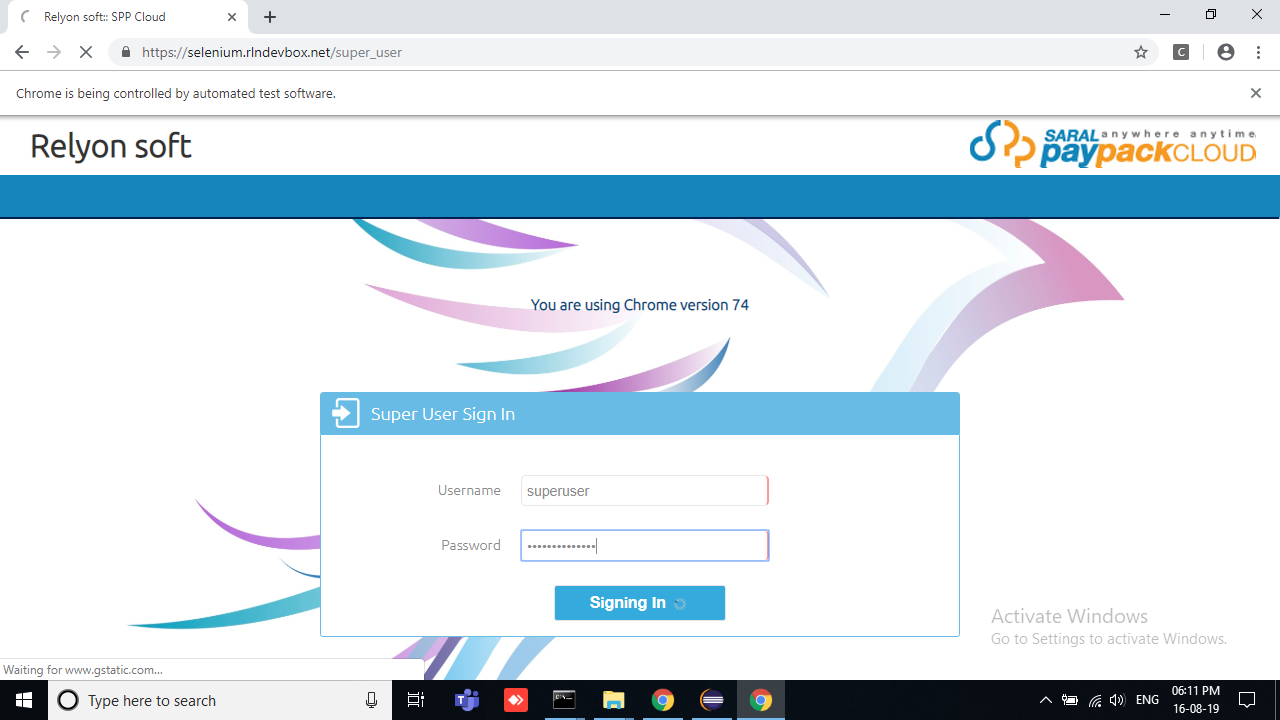 Relyon soft:: SPP Cloud
https://selenium.rlndevbox.net/super_user
C
Chrome is being controlled by automated test software.
Relyon soft
SARAL anywhere anytime
paypackCLOUD
You are using Chrome version 74
Super User Sign In
Username
superuser
Password
••••••••••••••
Signing In
Activate Windows
Go to Settings to activate Windows.
Waiting for www.gstatic.com...
Type here to search
ENG
06:11 PM
16-08-19